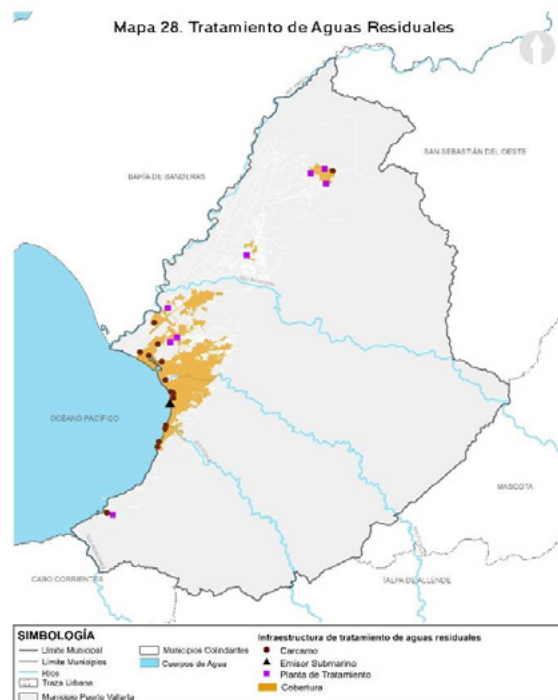 Mapa 28. Tratamiento de Aguas Residuales
SAN SEBASTIÁN DEL OESTE
BAHÍA DE BANDERAS
OCÉANO PACÍFICO
MASCOTA
CABO CORRIENTES
TALPA DE ALLENDE
SIMBOLOGÍA
Límite Municipal
Límite Municipios
Ríos
Traza Urbana
Municipio Puerto Vallarta
Municipios Colindantes
Cuerpos de Agua
Infraestructura de tratamiento de aguas residuales
Carcamo
Emisor Submarino
Planta de Tratamiento
Cobertura